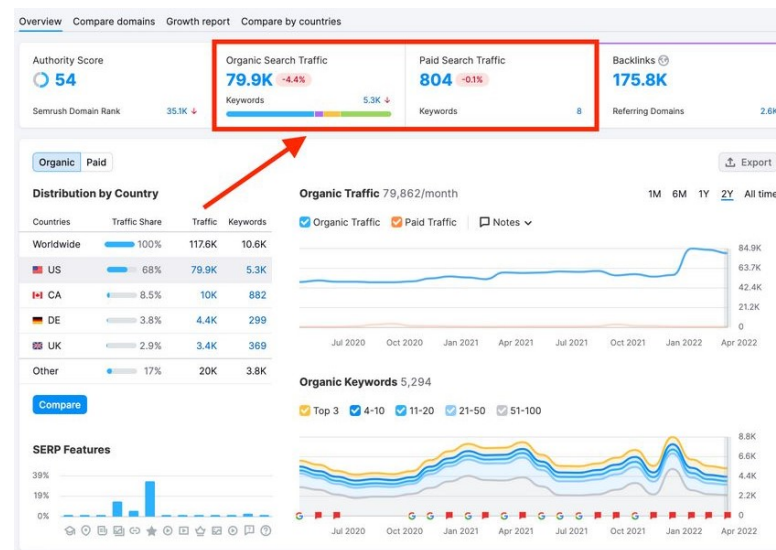 Overview Compare domains Growth report Compare by countries
Authority Score
54
Semrush Domain Rank 35.1K ↓
Organic Search Traffic
79.9K -4.4%
Keywords 5.3K ↓
Paid Search Traffic
804 -0.1%
Keywords 8
Backlinks
175.8K
Referring Domains 2.6K
Organic Paid
Export
Distribution by Country
Countries Traffic Share Traffic Keywords
Worldwide 100% 117.6K 10.6K
US 68% 79.9K 5.3K
CA 8.5% 10K 882
DE 3.8% 4.4K 299
UK 2.9% 3.4K 369
Other 17% 20K 3.8K
Compare
SERP Features
39%
19%
0%
Organic Traffic 79,862/month
1M 6M 1Y 2Y All time
Organic Traffic Paid Traffic Notes
84.9K
63.7K
42.4K
21.2K
0
Jul 2020 Oct 2020 Jan 2021 Apr 2021 Jul 2021 Oct 2021 Jan 2022 Apr 2022
Organic Keywords 5,294
Top 3 4-10 11-20 21-50 51-100
8.8K
6.6K
4.4K
2.2K
0
Jul 2020 Oct 2020 Jan 2021 Apr 2021 Jul 2021 Oct 2021 Jan 2022 Apr 2022